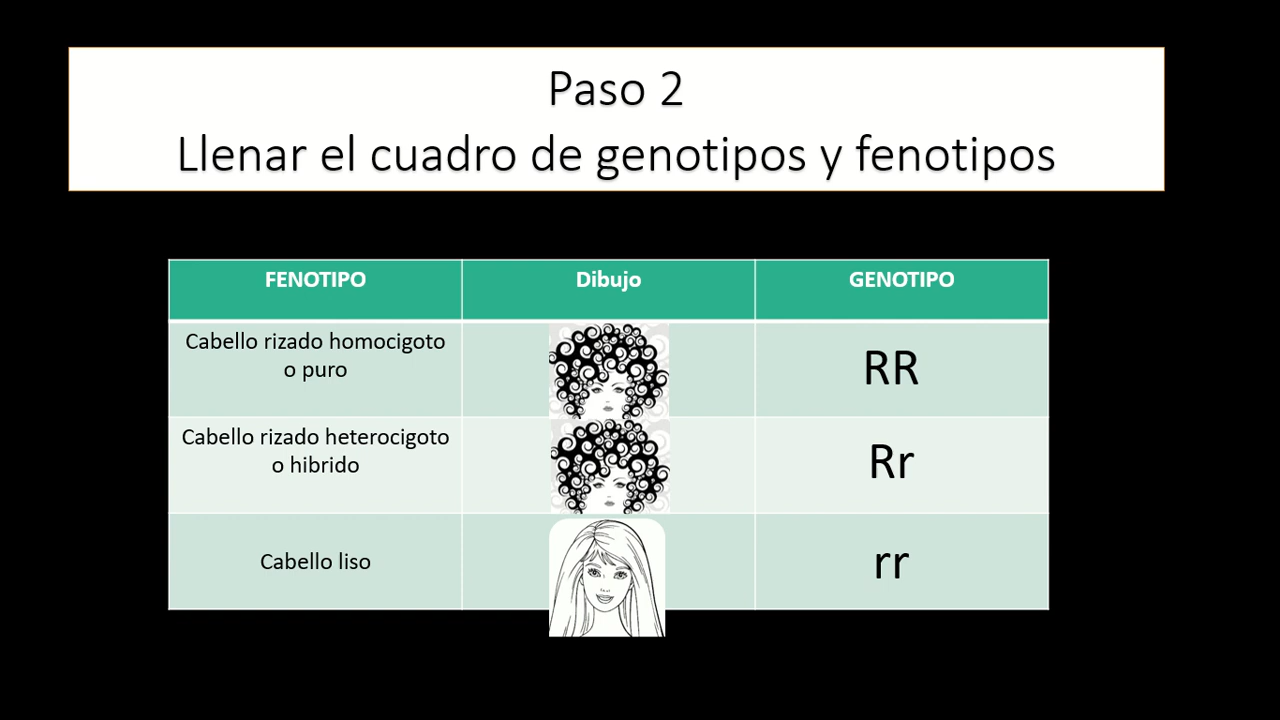 Paso 2
Llenar el cuadro de genotipos y fenotipos
FENOTIPO
Dibujo
GENOTIPO
Cabello rizado homocigoto
o puro
RR
Cabello rizado heterocigoto
o hibrido
Rr
Cabello liso
rr